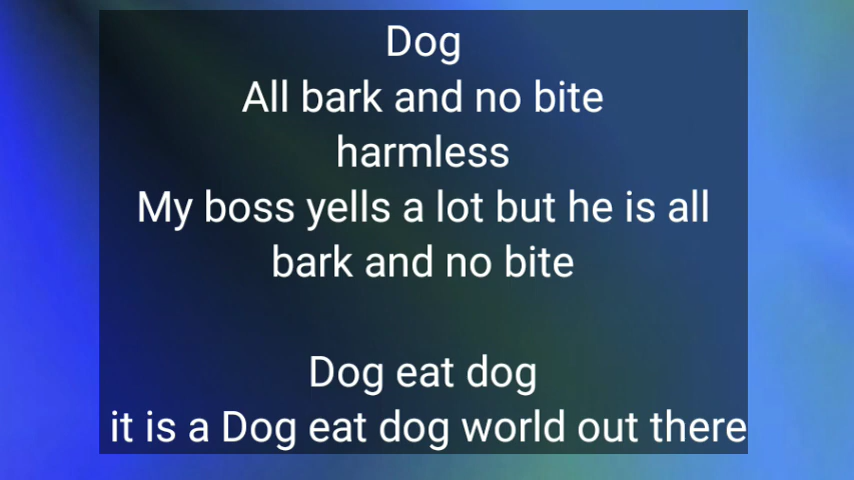 Dog
All bark and no bite
harmless
My boss yells a lot but he is all
bark and no bite
Dog eat dog
it is a Dog eat dog world out there